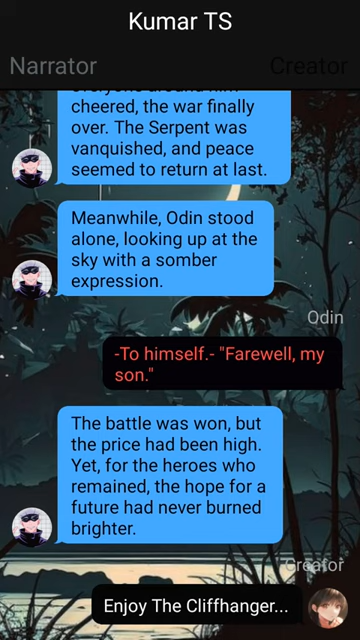 Kumar TS
Narrator
Creator
everyone around him
cheered, the war finally
over. The Serpent was
vanquished, and peace
seemed to return at last.
Meanwhile, Odin stood
alone, looking up at the
sky with a somber
expression.
Odin
-To himself.- "Farewell, my
son."
The battle was won, but
the price had been high.
Yet, for the heroes who
remained, the hope for a
future had never burned
brighter.
Creator
Enjoy The Cliffhanger...